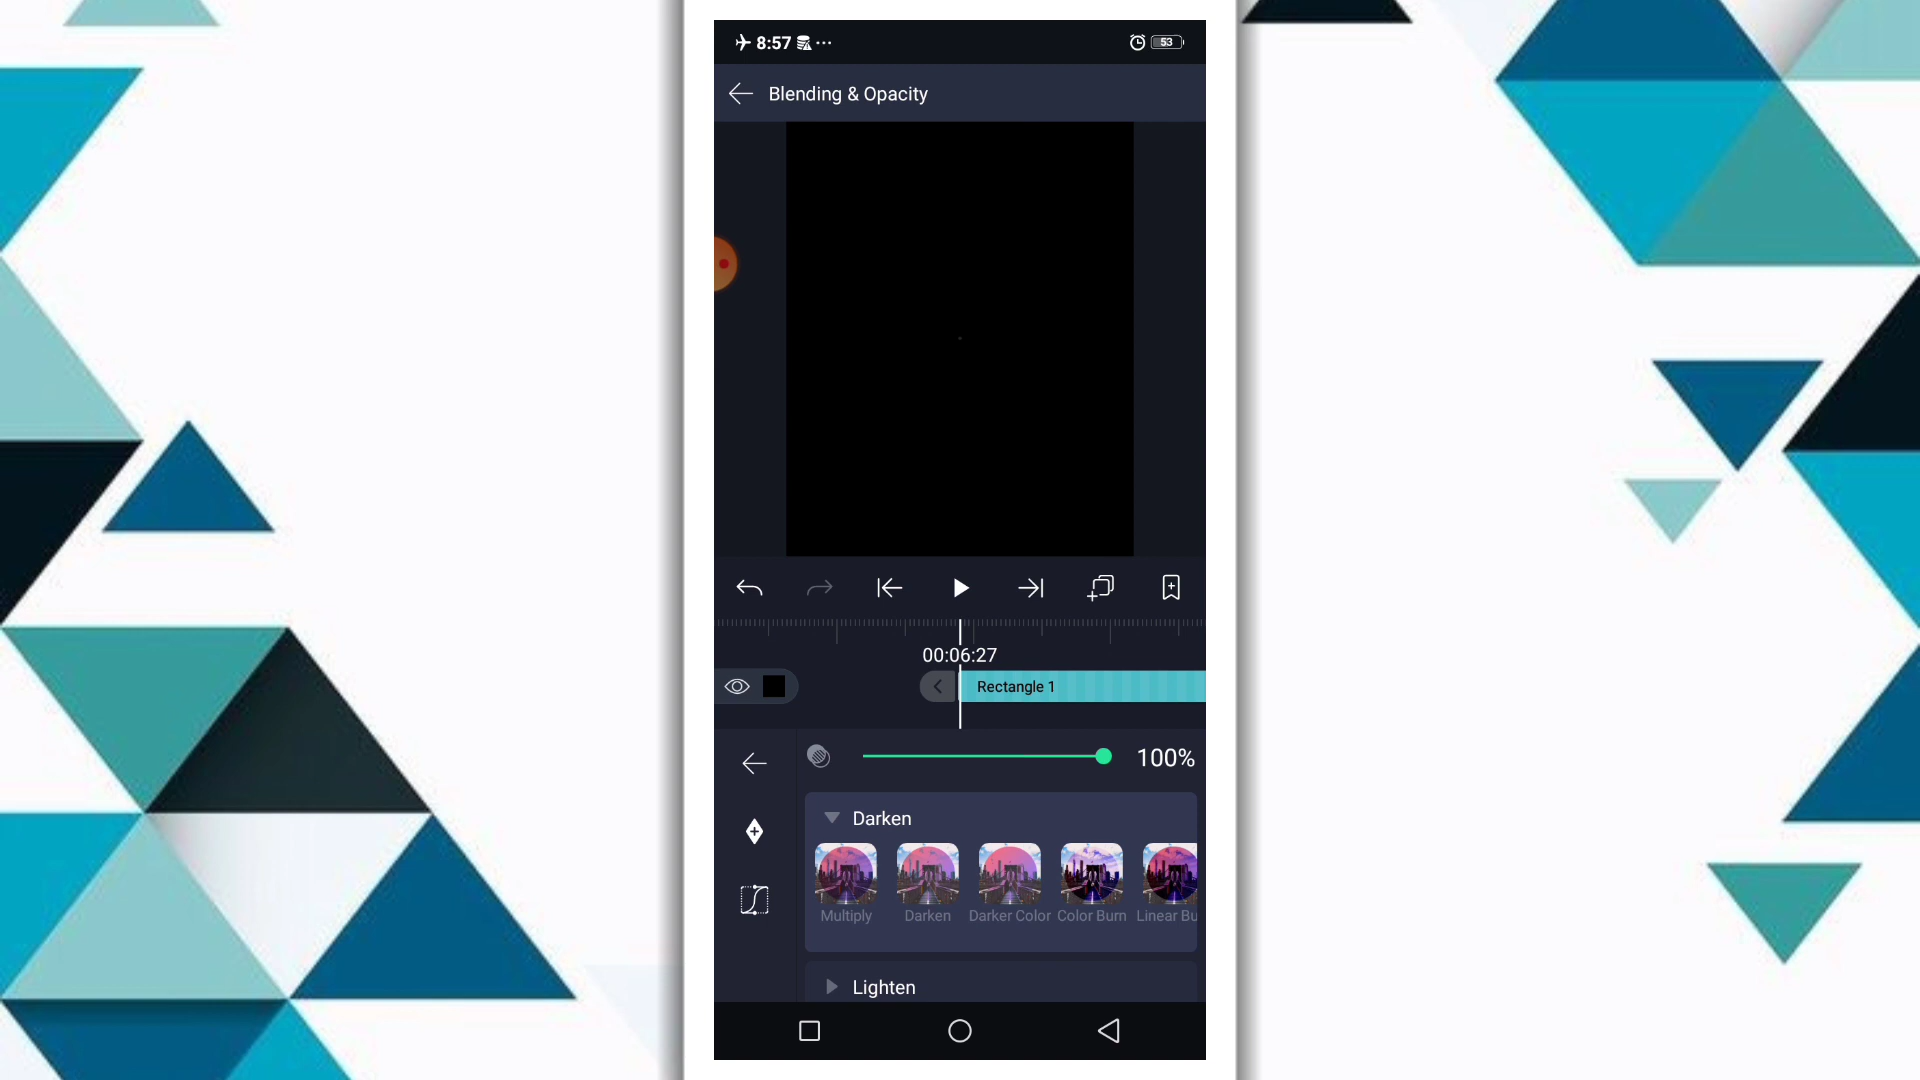 8:57
53
Blending & Opacity
00:06:27
Rectangle 1
100%
Darken
Multiply Darken Darker Color Color Burn Linear Bu
Lighten